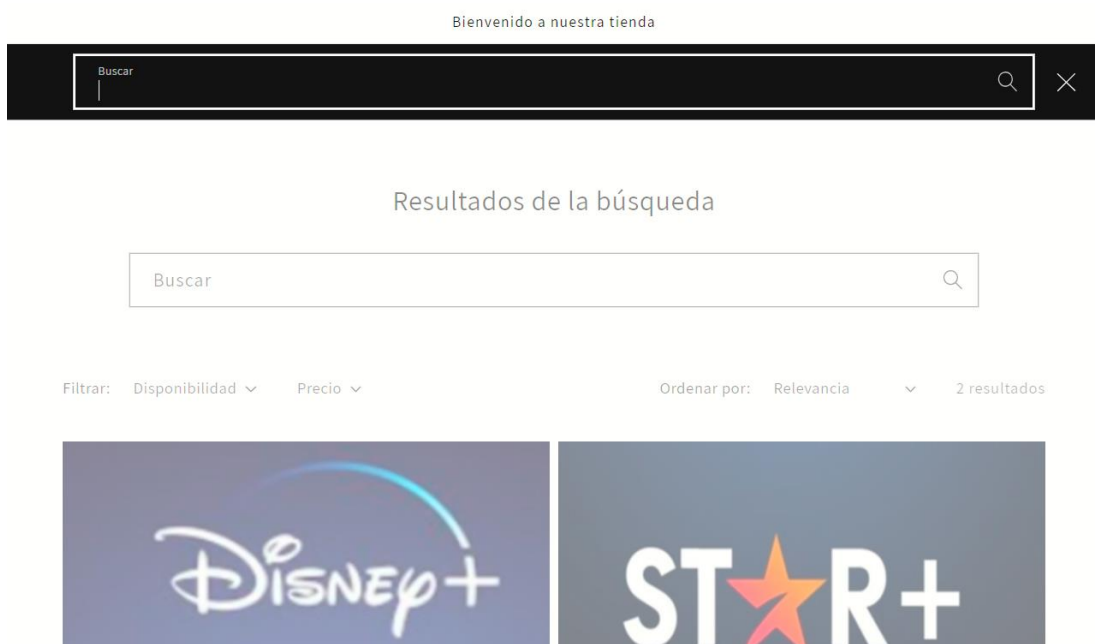 Bienvenido a nuestra tienda
Buscar
Resultados de la búsqueda
Buscar
Filtrar: Disponibilidad Precio Ordenar por: Relevancia 2 resultados
Disney+ STAR+